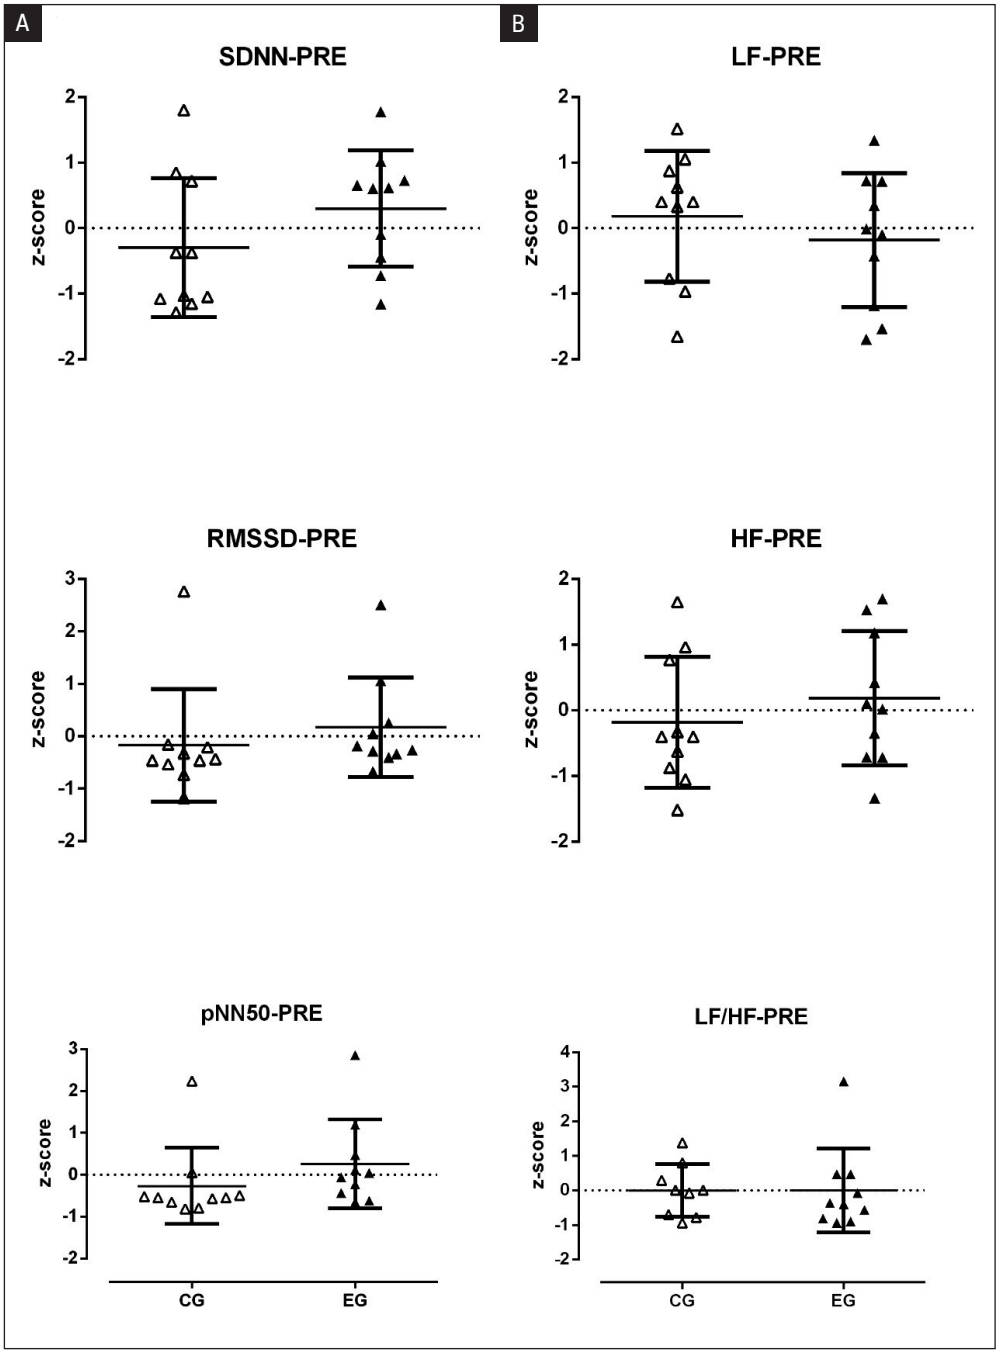 A
SDNN-PRE
2
1
0
-1
-2
z-score
RMSSD-PRE
3
2
1
0
-1
-2
z-score
pNN50-PRE
3
2
1
0
-1
-2
z-score
CG EG
B
LF-PRE
2
1
0
-1
-2
z-score
HF-PRE
2
1
0
-1
-2
z-score
LF/HF-PRE
4
3
2
1
0
-1
-2
z-score
CG EG